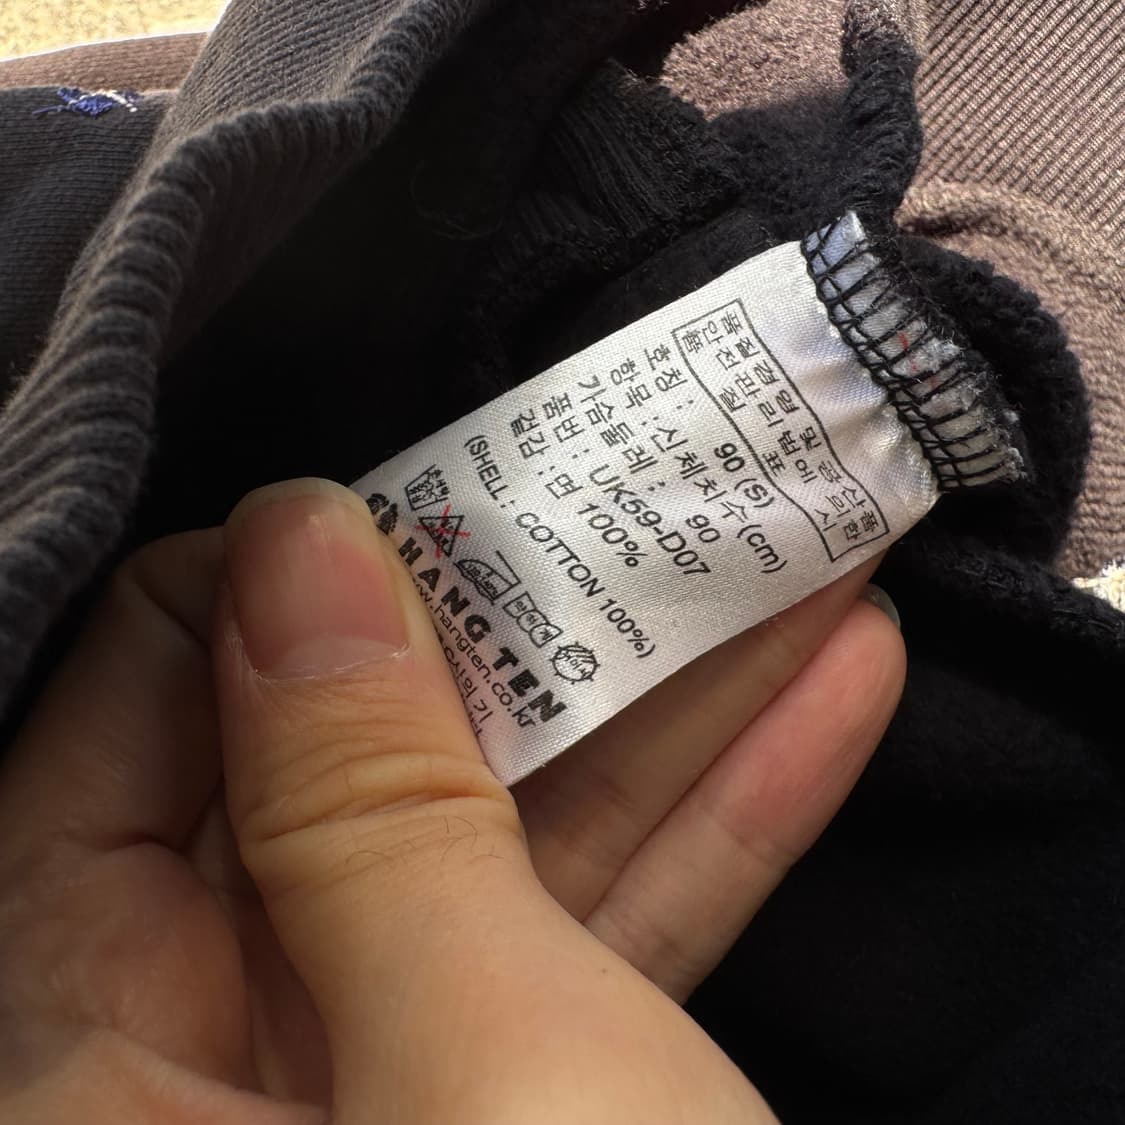 품질경영 및 공산품
안전관리법에 의한
품질표시
호칭 : 90 (S)
항목 : 신체치수(cm)
가슴둘레 : 90
품번 : UK59-D07
겉감 : 면 100%
(SHELL : COTTON 100%)
HANG TEN
www.hangten.co.kr